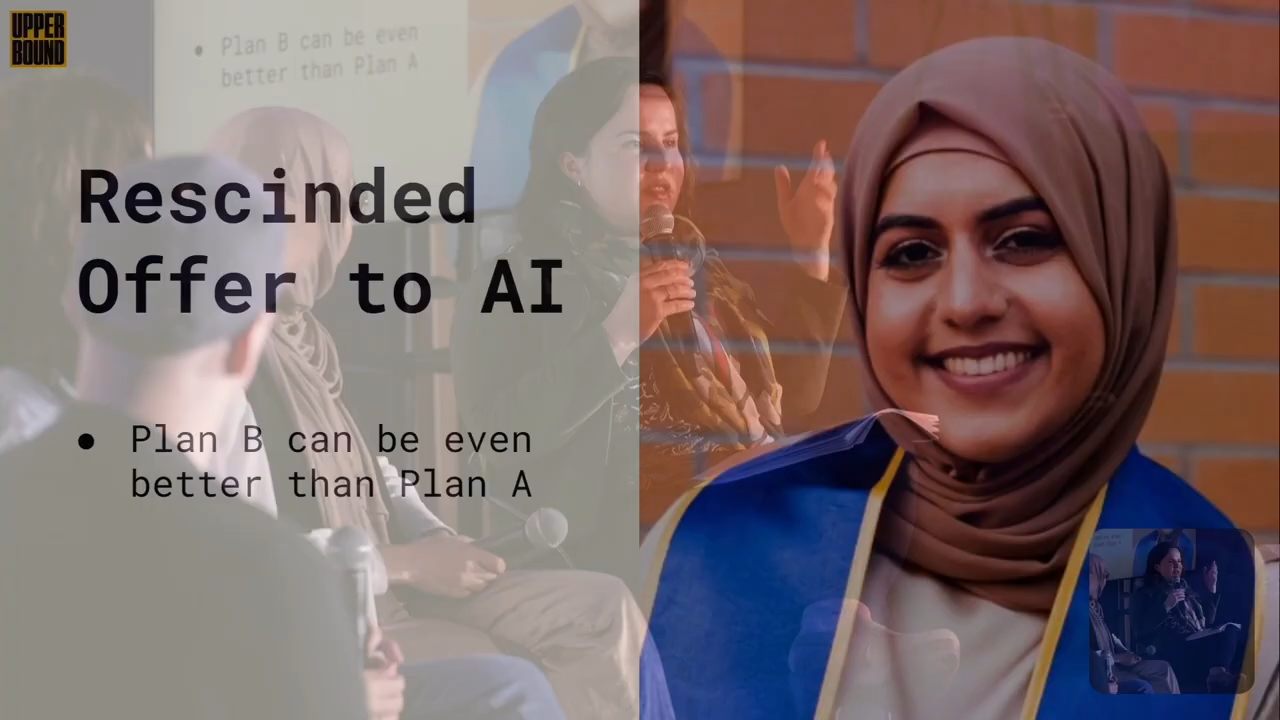 UPPER
BOUND
● Plan B can be even
better than Plan A
Rescinded
Offer to AI
● Plan B can be even
better than Plan A